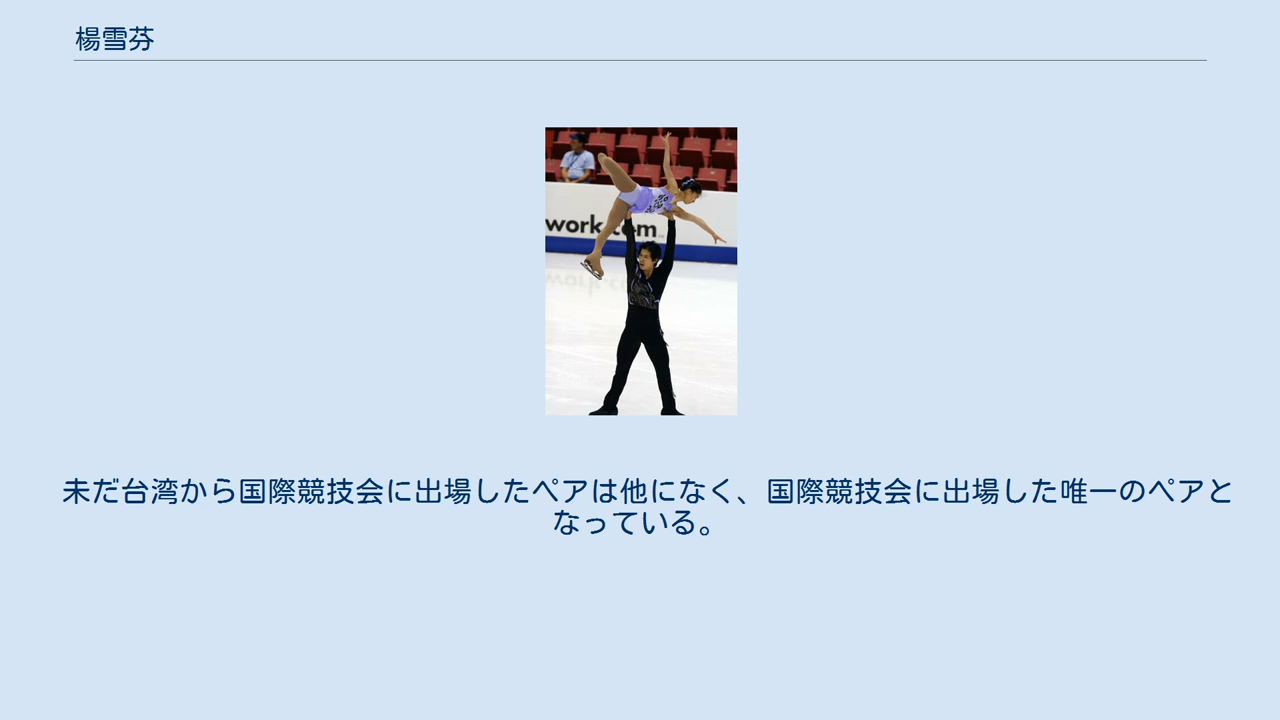 楊雪芬
work.com
未だ台湾から国際競技会に出場したペアは他になく、国際競技会に出場した唯一のペアと
なっている。